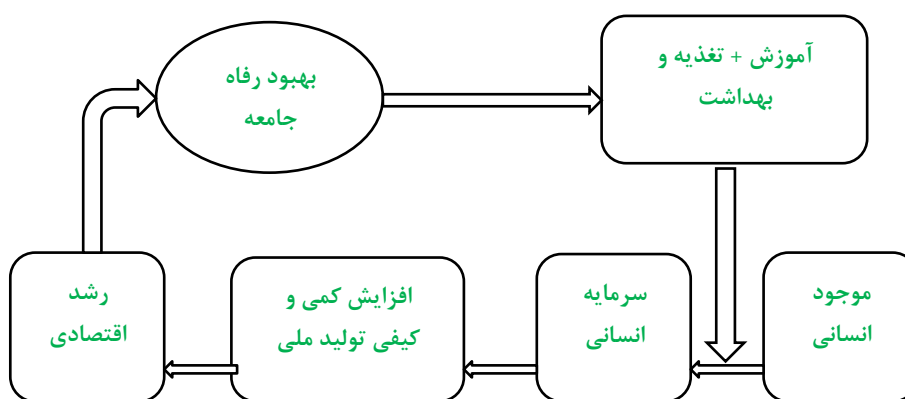 آموزش + تغذیه و
بهداشت
بهبود رفاه
جامعه
موجود
انسانی
سرمایه
انسانی
افزایش کمی و
کیفی تولید ملی
رشد
اقتصادی